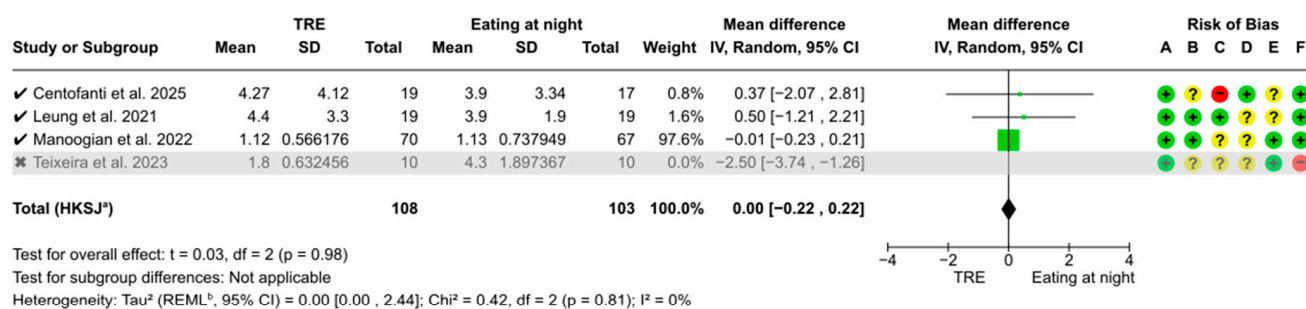 TRE Eating at night Mean difference Mean difference Risk of Bias
Study or Subgroup Mean SD Total Mean SD Total Weight IV, Random, 95% CI IV, Random, 95% CI A B C D E F
✔ Centofanti et al. 2025 4.27 4.12 19 3.9 3.34 17 0.8% 0.37 [-2.07 , 2.81] + ? − + ? +
✔ Leung et al. 2021 4.4 3.3 19 3.9 1.9 19 1.6% 0.50 [-1.21 , 2.21] + + + ? ? +
✔ Manoogian et al. 2022 1.12 0.566176 70 1.13 0.737949 67 97.6% −0.01 [-0.23 , 0.21] + + ? ? + +
✖ Teixeira et al. 2023 1.8 0.632456 10 4.3 1.897367 10 0.0% −2.50 [−3.74 , −1.26] + ? ? ? + −
Total (HKSJᵃ) 108 103 100.0% 0.00 [−0.22 , 0.22]
Test for overall effect: t = 0.03, df = 2 (p = 0.98)
−4 −2 0 2 4
Test for subgroup differences: Not applicable
TRE Eating at night
Heterogeneity: Tau² (REMLᵇ, 95% CI) = 0.00 [0.00 , 2.44]; Chi² = 0.42, df = 2 (p = 0.81); I² = 0%